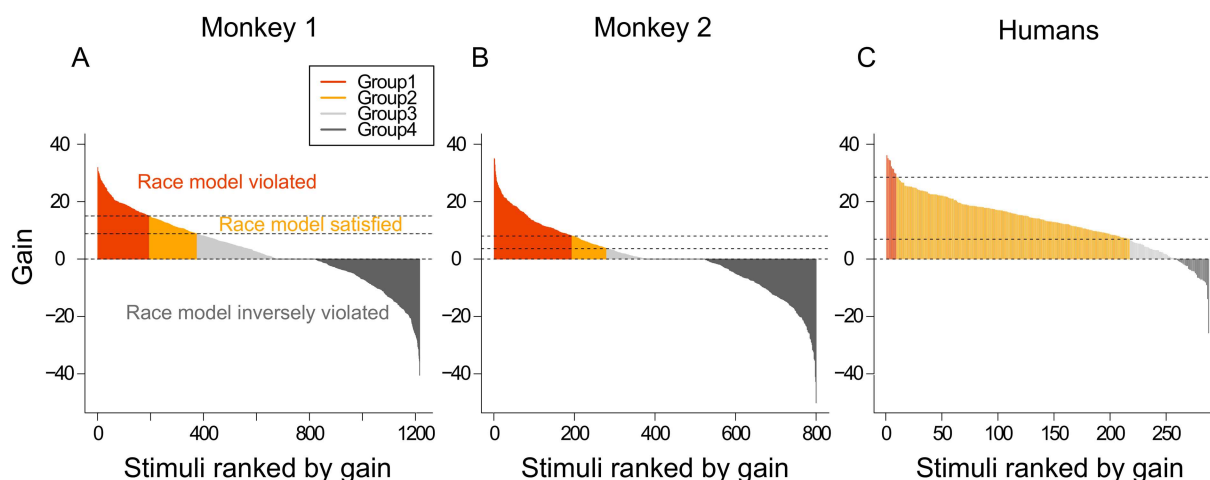 Monkey 1
Monkey 2
Humans
A
B
C
Group1
Group2
Group3
Group4
Race model violated
Race model satisfied
Race model inversely violated
Gain
40
20
0
−20
−40
0
400
800
1200
Stimuli ranked by gain
40
20
0
−20
−40
0
200
400
600
800
Stimuli ranked by gain
40
20
0
−20
−40
0
50
100
150
200
250
Stimuli ranked by gain